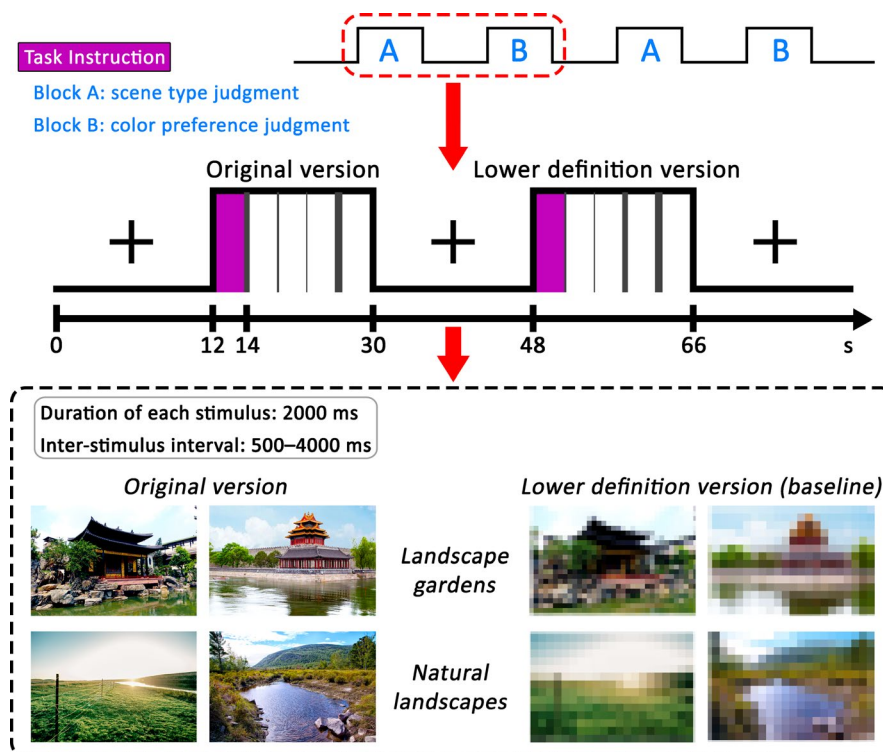 A B A B
Task Instruction
Block A: scene type judgment
Block B: color preference judgment
Original version Lower definition version
0 12 14 30 48 66 s
Duration of each stimulus: 2000 ms
Inter-stimulus interval: 500–4000 ms
Original version Lower definition version (baseline)
Landscape
gardens
Natural
landscapes